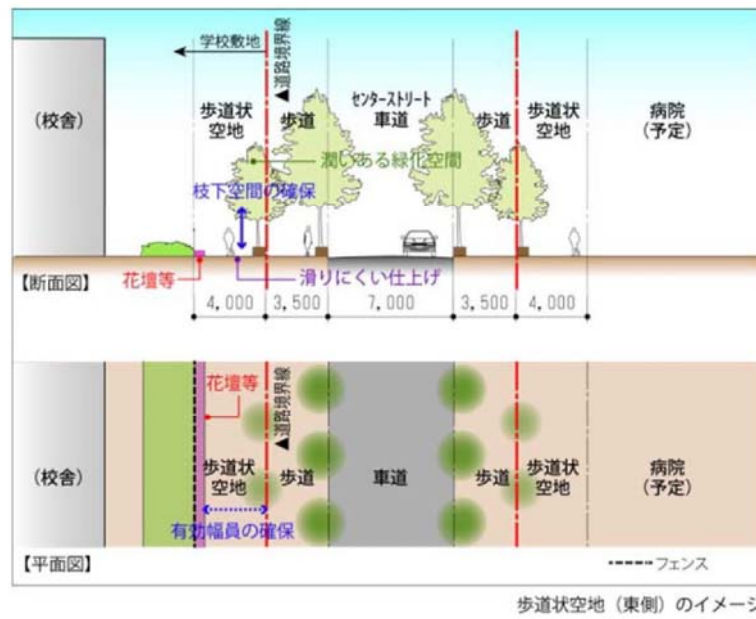 学校敷地
▲道路境界線
(校舎)
歩道状
空地
歩道
センターストリート
車道
歩道
歩道状
空地
病院
(予定)
潤いある緑化空間
枝下空間の確保
【断面図】
花壇等
滑りにくい仕上げ
4,000
3,500
7,000
3,500
4,000
花壇等
▲道路境界線
(校舎)
歩道状
空地
歩道
車道
歩道
歩道状
空地
病院
(予定)
有効幅員の確保
【平面図】
フェンス
歩道状空地（東側）のイメージ